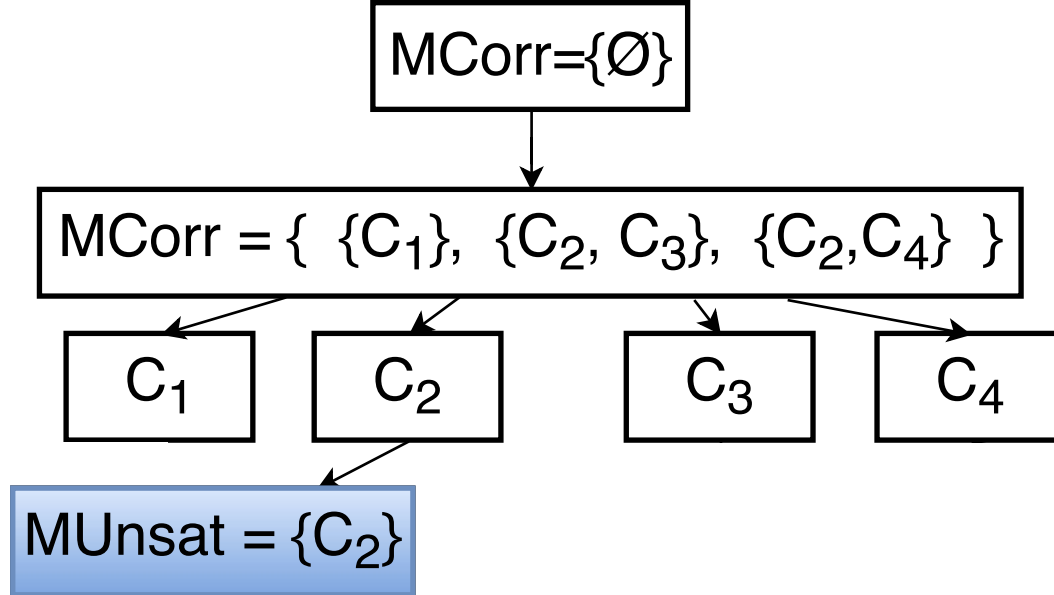 MCorr={Ø}
MCorr = { {C₁}, {C₂, C₃}, {C₂,C₄} }
C₁ C₂ C₃ C₄
MUnsat = {C₂}